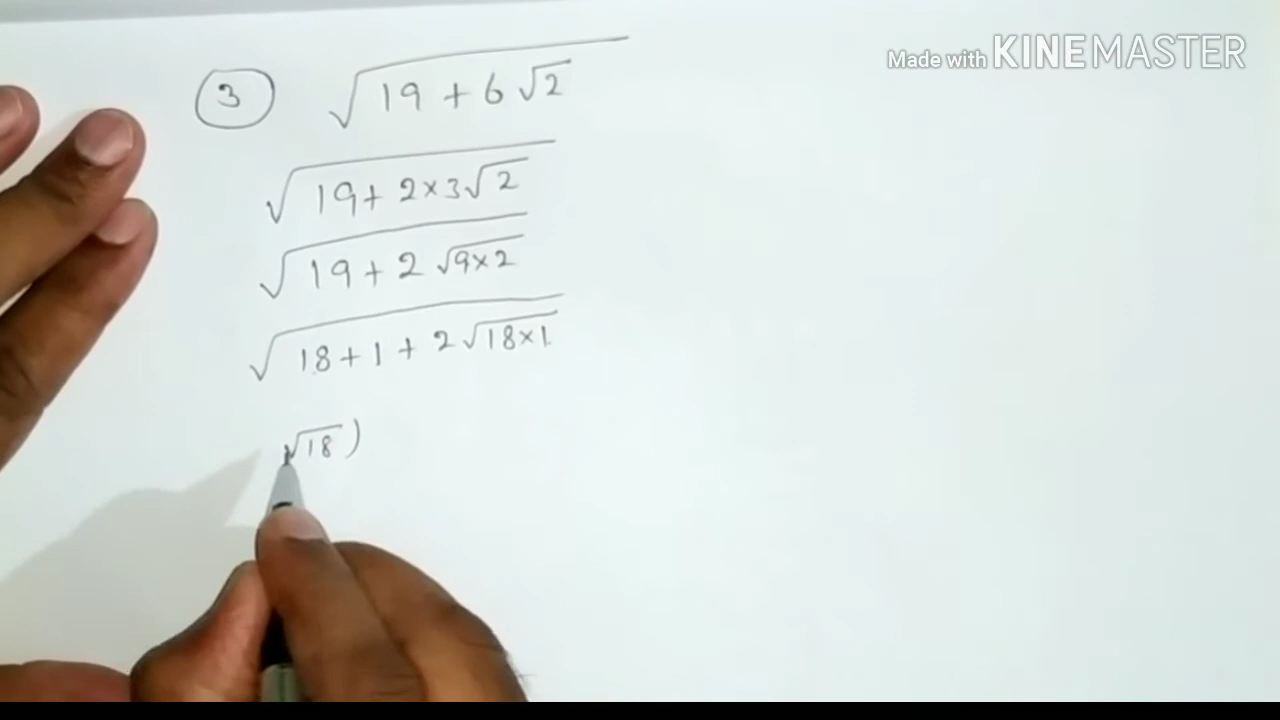 Made with KINEMASTER
3 √19 + 6 √2
√19 + 2 × 3 √2
√19 + 2 √9 × 2
√18 + 1 + 2 √18 × 1
√18 )